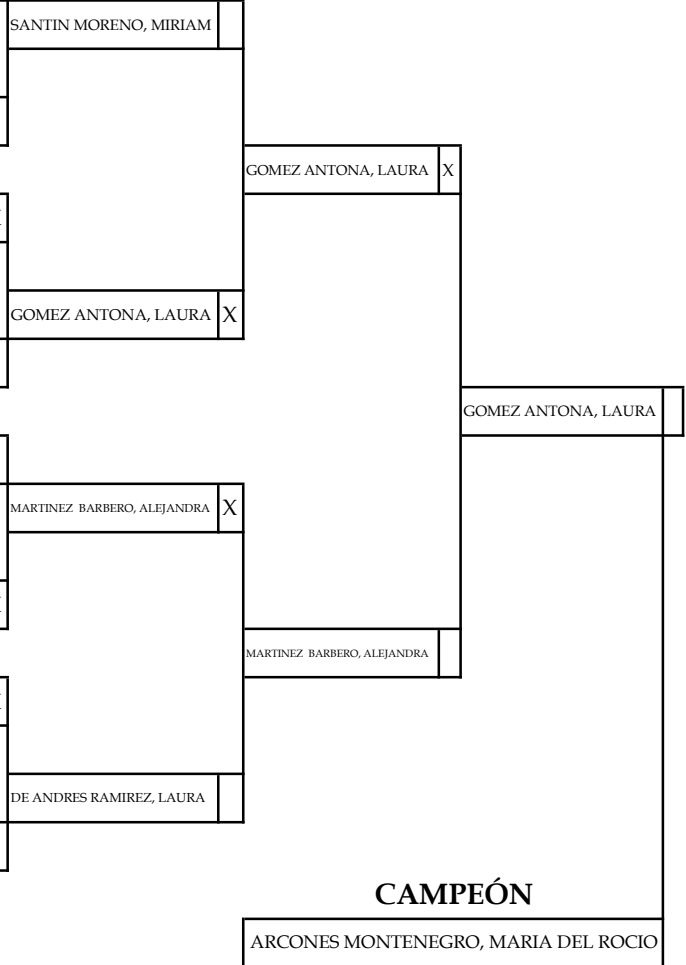 SANTIN MORENO, MIRIAM
GOMEZ ANTONA, LAURA X
GOMEZ ANTONA, LAURA X
GOMEZ ANTONA, LAURA
MARTINEZ BARBERO, ALEJANDRA X
MARTINEZ BARBERO, ALEJANDRA
DE ANDRES RAMIREZ, LAURA
CAMPEÓN
ARCONES MONTENEGRO, MARIA DEL ROCIO